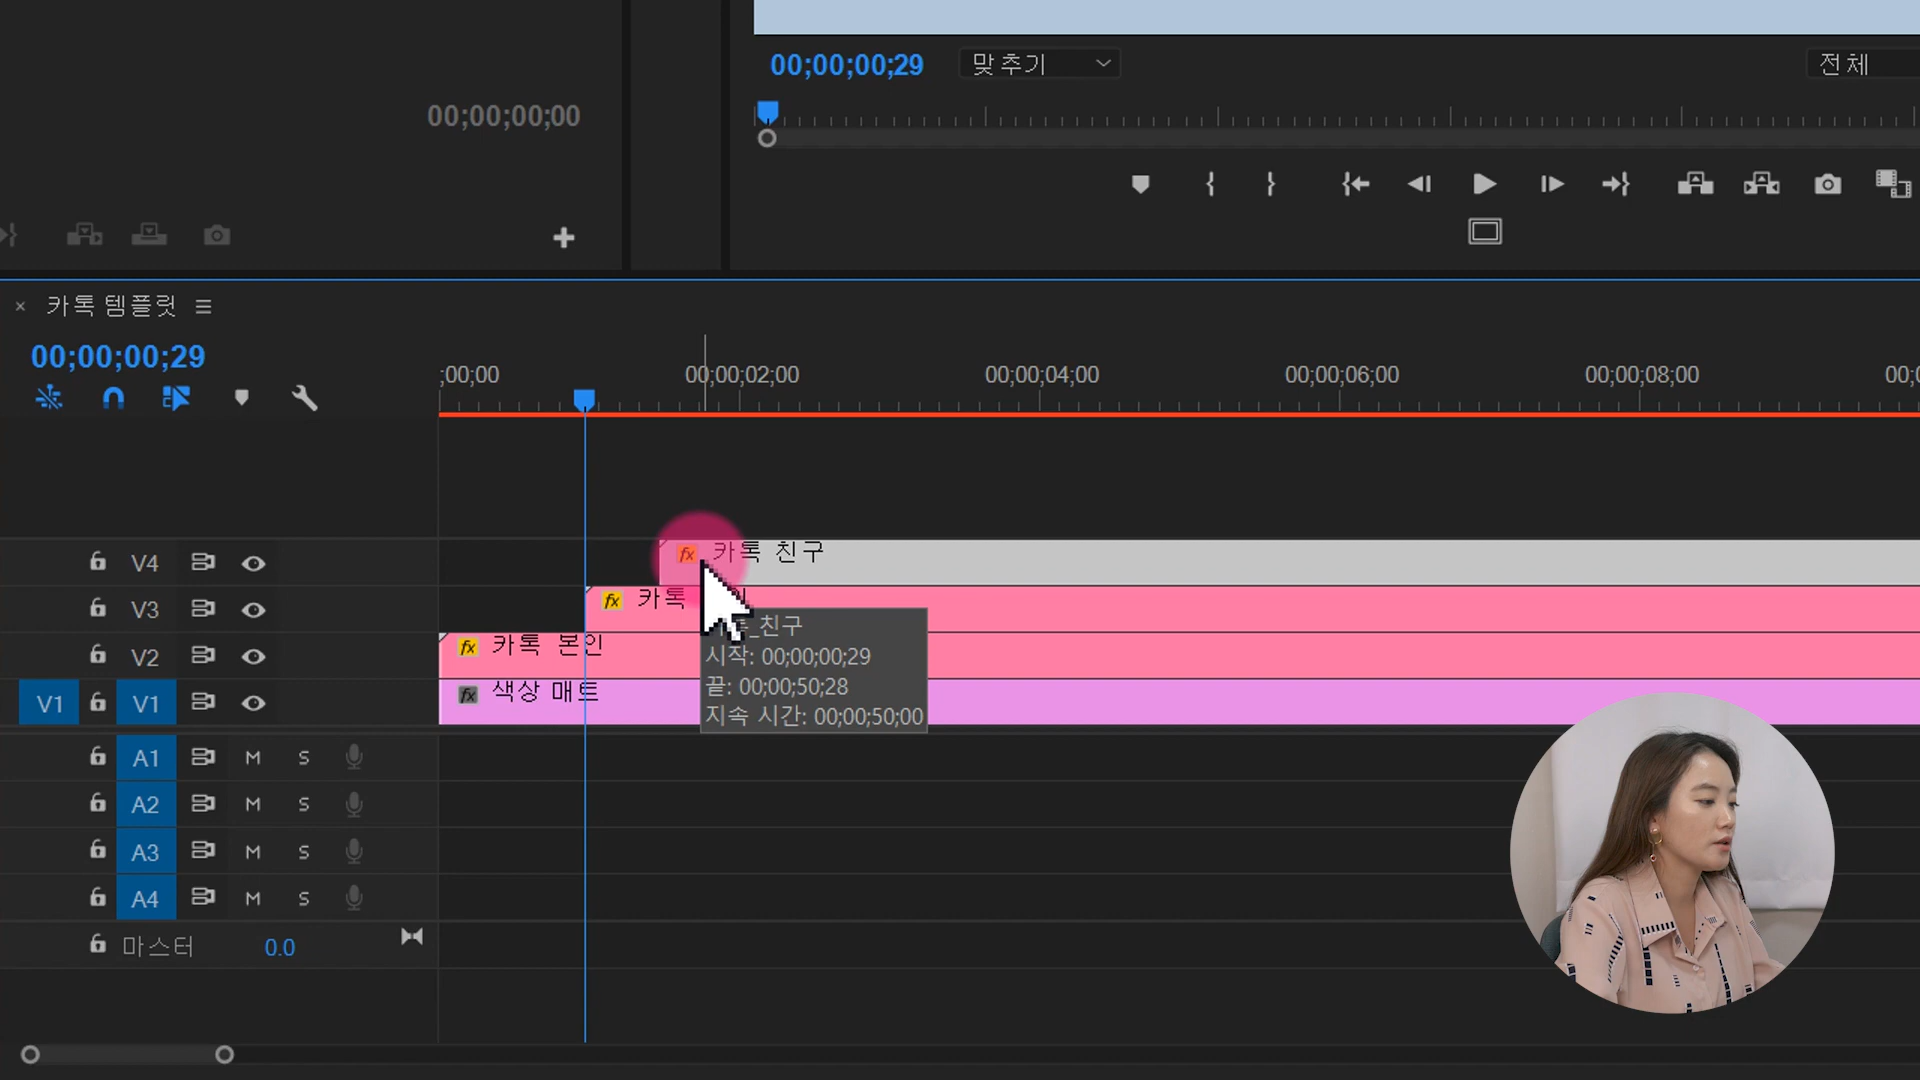 00;00;00;29
맞추기
전체
00;00;00;00
카톡 템플릿
00;00;00;29
;00;00
00;00;02;00
00;00;04;00
00;00;06;00
00;00;08;00
V4
fx 카톡 친구
V3
fx 카톡
V2
fx 카톡 본인
V1 V1
fx 색상 매트
친구
시작: 00;00;00;29
끝: 00;00;50;28
지속 시간: 00;00;50;00
A1 M S
A2 M S
A3 M S
A4 M S
마스터 0.0